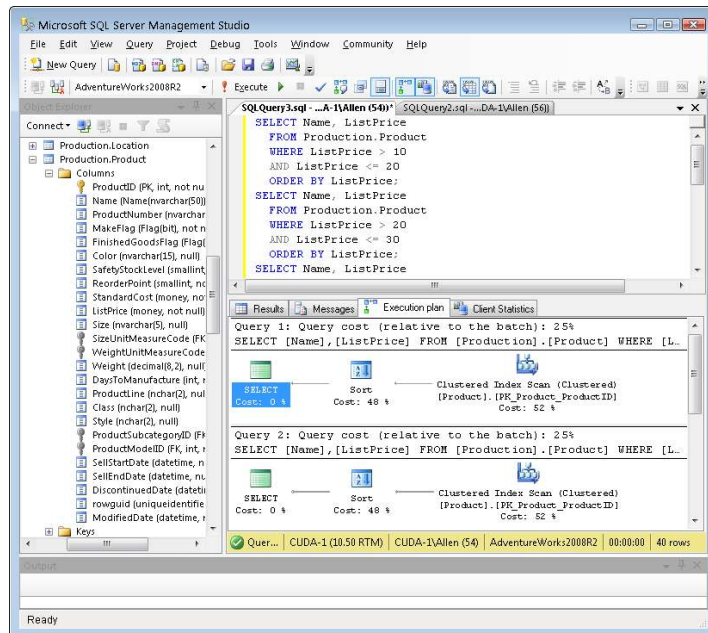 Microsoft SQL Server Management Studio
File Edit View Query Project Debug Tools Window Community Help
New Query
AdventureWorks2008R2 Execute
Object Explorer
Connect
Production.Location
Production.Product
Columns
ProductID (PK, int, not nu
Name (Name(nvarchar(50))
ProductNumber (nvarchar
MakeFlag (Flag(bit), not n
FinishedGoodsFlag (Flag(
Color (nvarchar(15), null)
SafetyStockLevel (smallint,
ReorderPoint (smallint, no
StandardCost (money, no
ListPrice (money, not null)
Size (nvarchar(5), null)
SizeUnitMeasureCode (FK
WeightUnitMeasureCode
Weight (decimal(8,2), null
DaysToManufacture (int, r
ProductLine (nchar(2), nul
Class (nchar(2), null)
Style (nchar(2), null)
ProductSubcategoryID (FK
ProductModelID (FK, int, r
SellStartDate (datetime, n
SellEndDate (datetime, nu
DiscontinuedDate (dateti
rowguid (uniqueidentifie
ModifiedDate (datetime, r
Keys
SQLQuery3.sql - ...A-1\Allen (54))* SQLQuery2.sql -...DA-1\Allen (56))
SELECT Name, ListPrice
FROM Production.Product
WHERE ListPrice > 10
AND ListPrice <= 20
ORDER BY ListPrice;
SELECT Name, ListPrice
FROM Production.Product
WHERE ListPrice > 20
AND ListPrice <= 30
ORDER BY ListPrice;
SELECT Name, ListPrice
Results Messages Execution plan Client Statistics
Query 1: Query cost (relative to the batch): 25%
SELECT [Name],[ListPrice] FROM [Production].[Product] WHERE [L…
SELECT
Cost: 0 %
Sort
Cost: 48 %
Clustered Index Scan (Clustered)
[Product].[PK_Product_ProductID]
Cost: 52 %
Query 2: Query cost (relative to the batch): 25%
SELECT [Name],[ListPrice] FROM [Production].[Product] WHERE [L…
SELECT
Cost: 0 %
Sort
Cost: 48 %
Clustered Index Scan (Clustered)
[Product].[PK_Product_ProductID]
Cost: 52 %
Quer... CUDA-1 (10.50 RTM) CUDA-1\Allen (54) AdventureWorks2008R2 00:00:00 40 rows
Output
Ready